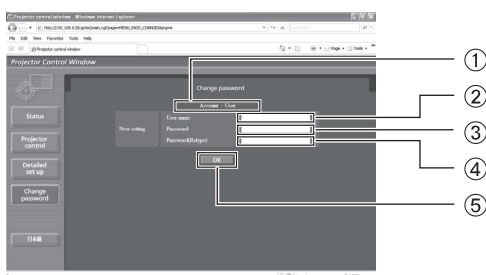 Projector control window - Windows Internet Explorer
File Edit View Favorites Tools Help
Projector control window
Page Tools
Projector Control Window
Change password
Account : User
New setting
User name
Password
Password(Retype)
OK
Status
Projector
control
Detailed
set up
Change
password
日本語
①
②
③
④
⑤